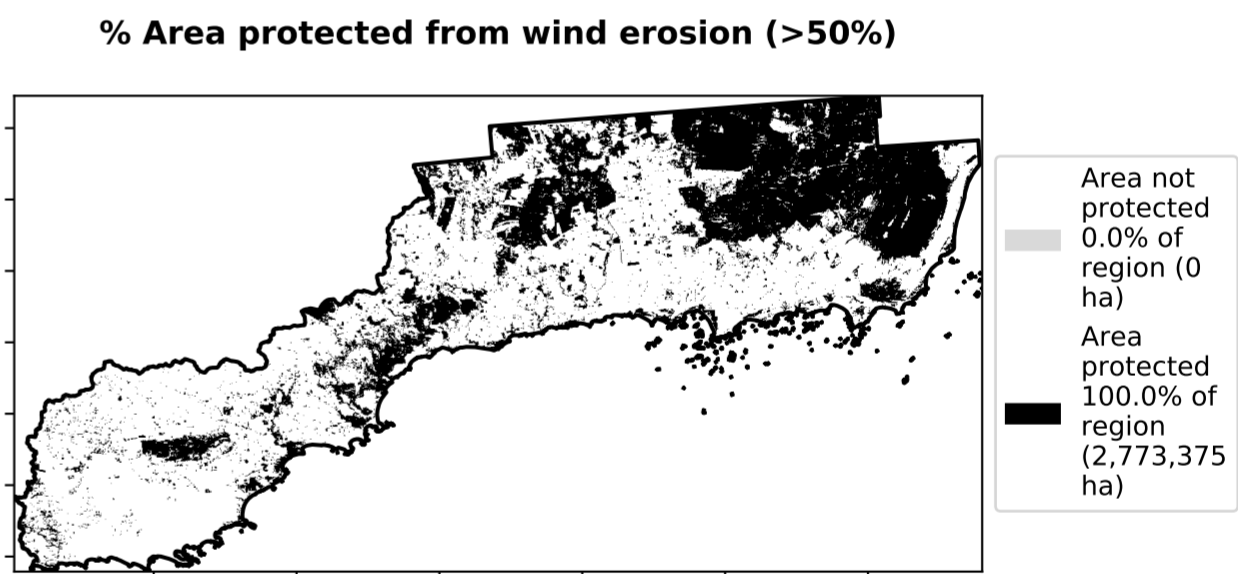 % Area protected from wind erosion (>50%)
Area not
protected
0.0% of
region (0
ha)
Area
protected
100.0% of
region
(2,773,375
ha)